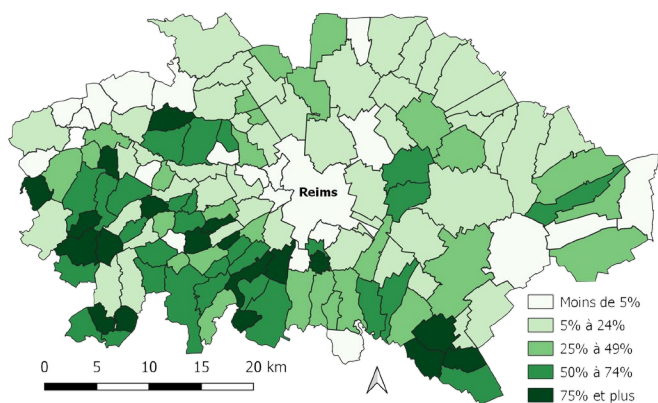 Reims
Moins de 5%
5% à 24%
25% à 49%
50% à 74%
75% et plus
0 5 10 15 20 km